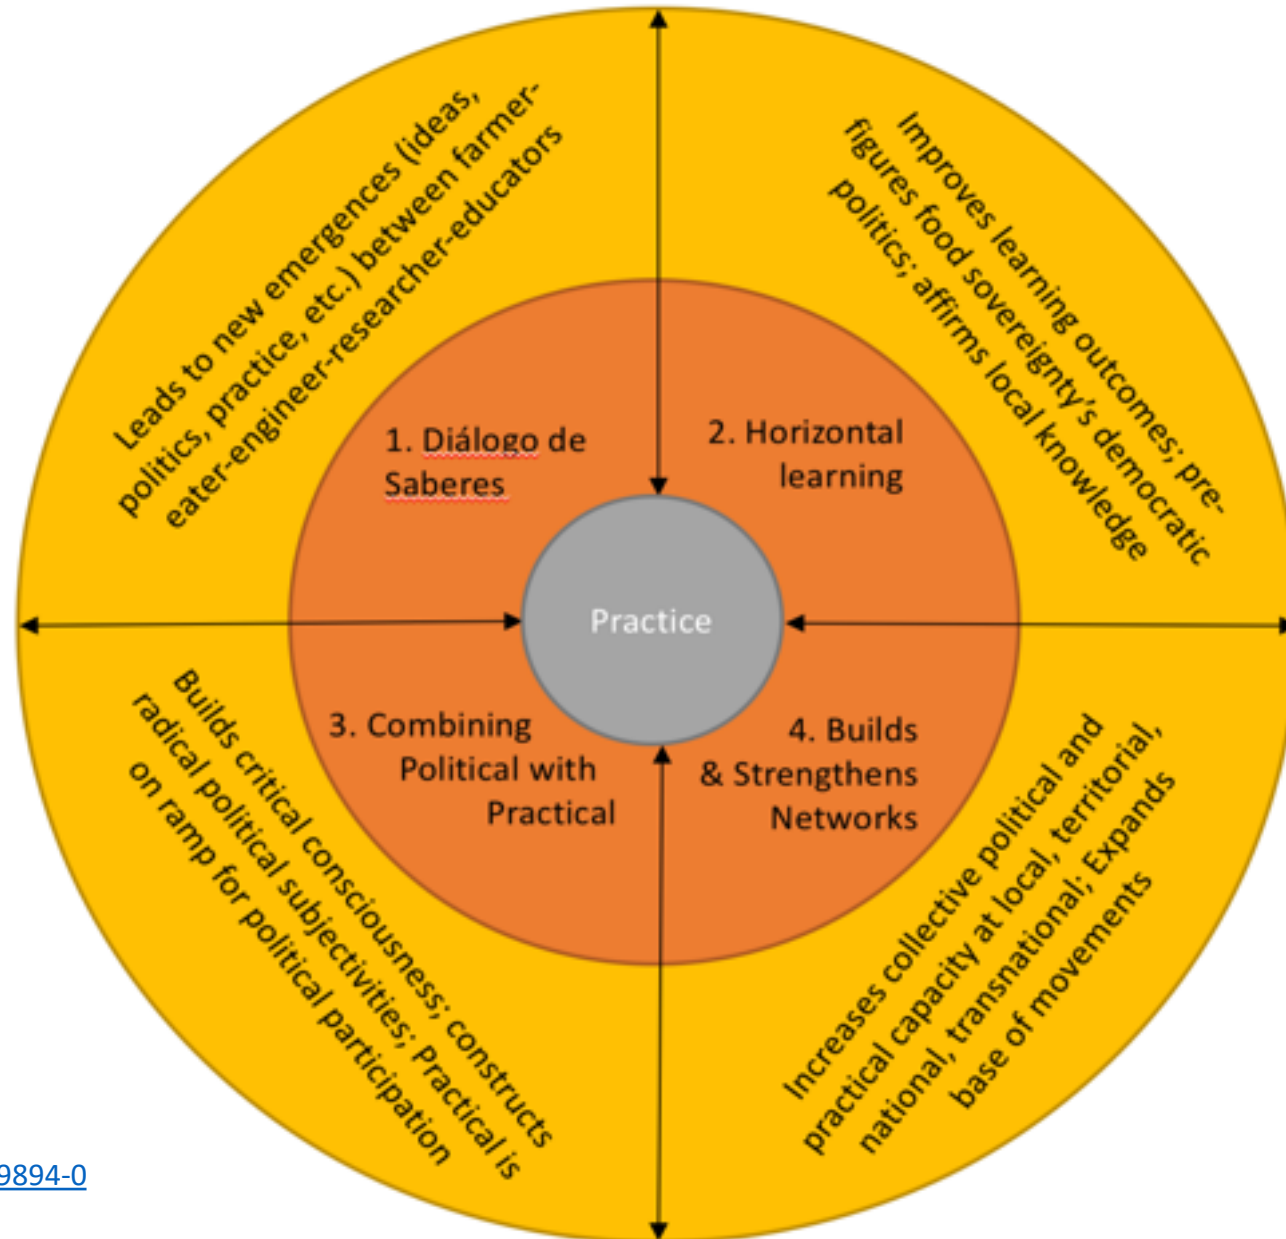 Leads to new emergences (ideas,
politics, practice, etc.) between farmer-
eater-engineer-researcher-educators
Improves learning outcomes; pre-
figures food sovereignty's democratic
politics; affirms local knowledge
1. Diálogo de
Saberes
2. Horizontal
learning
Practice
3. Combining
Political with
Practical
4. Builds
& Strengthens
Networks
Builds critical consciousness; constructs
radical political subjectivities; Practical is
on ramp for political participation
Increases collective political and
practical capacity at local, territorial,
national, transnational; Expands
base of movements
9894-0